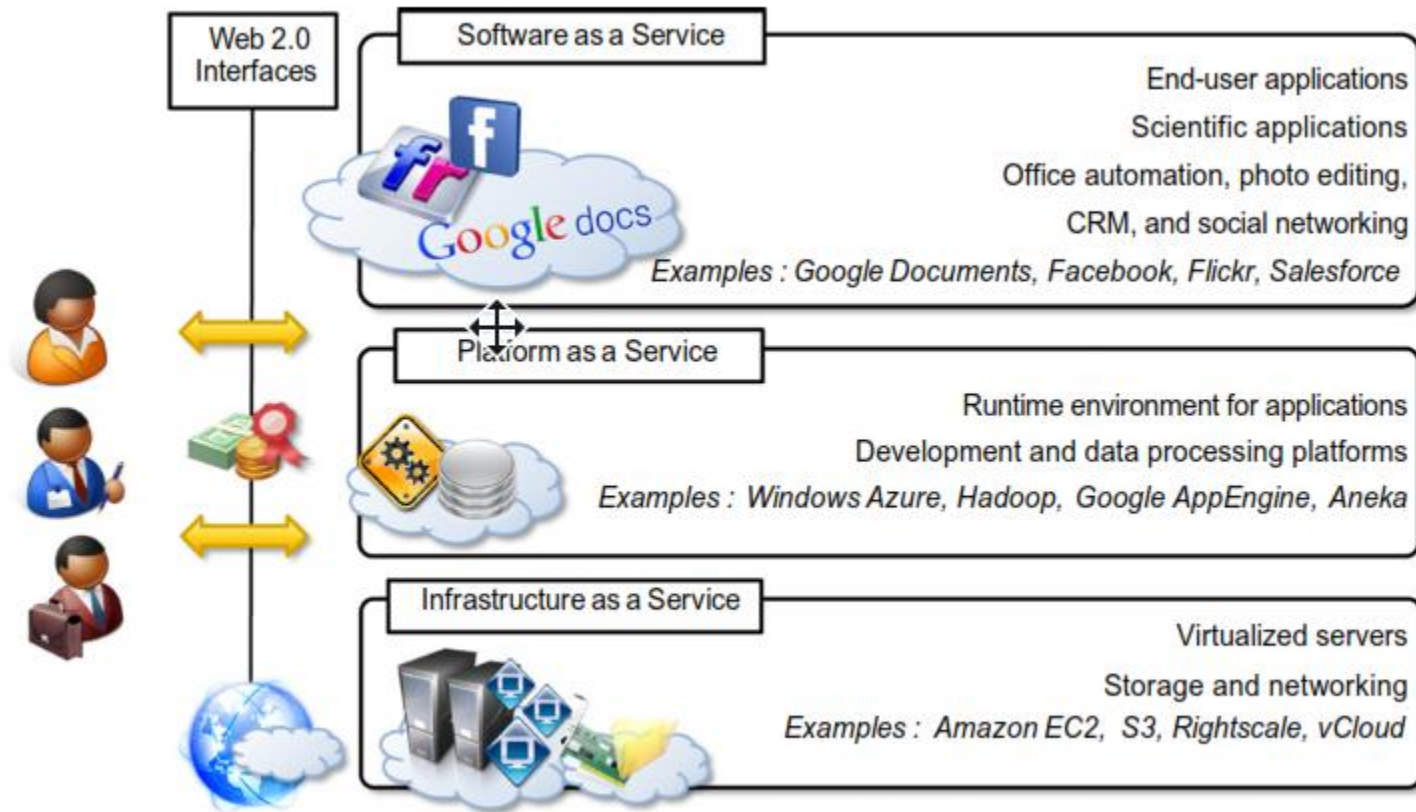 Web 2.0
Interfaces
Software as a Service
End-user applications
Scientific applications
Office automation, photo editing,
CRM, and social networking
Examples : Google Documents, Facebook, Flickr, Salesforce
f
fr
Google docs
Platform as a Service
Runtime environment for applications
Development and data processing platforms
Examples : Windows Azure, Hadoop, Google AppEngine, Aneka
Infrastructure as a Service
Virtualized servers
Storage and networking
Examples : Amazon EC2, S3, Rightscale, vCloud